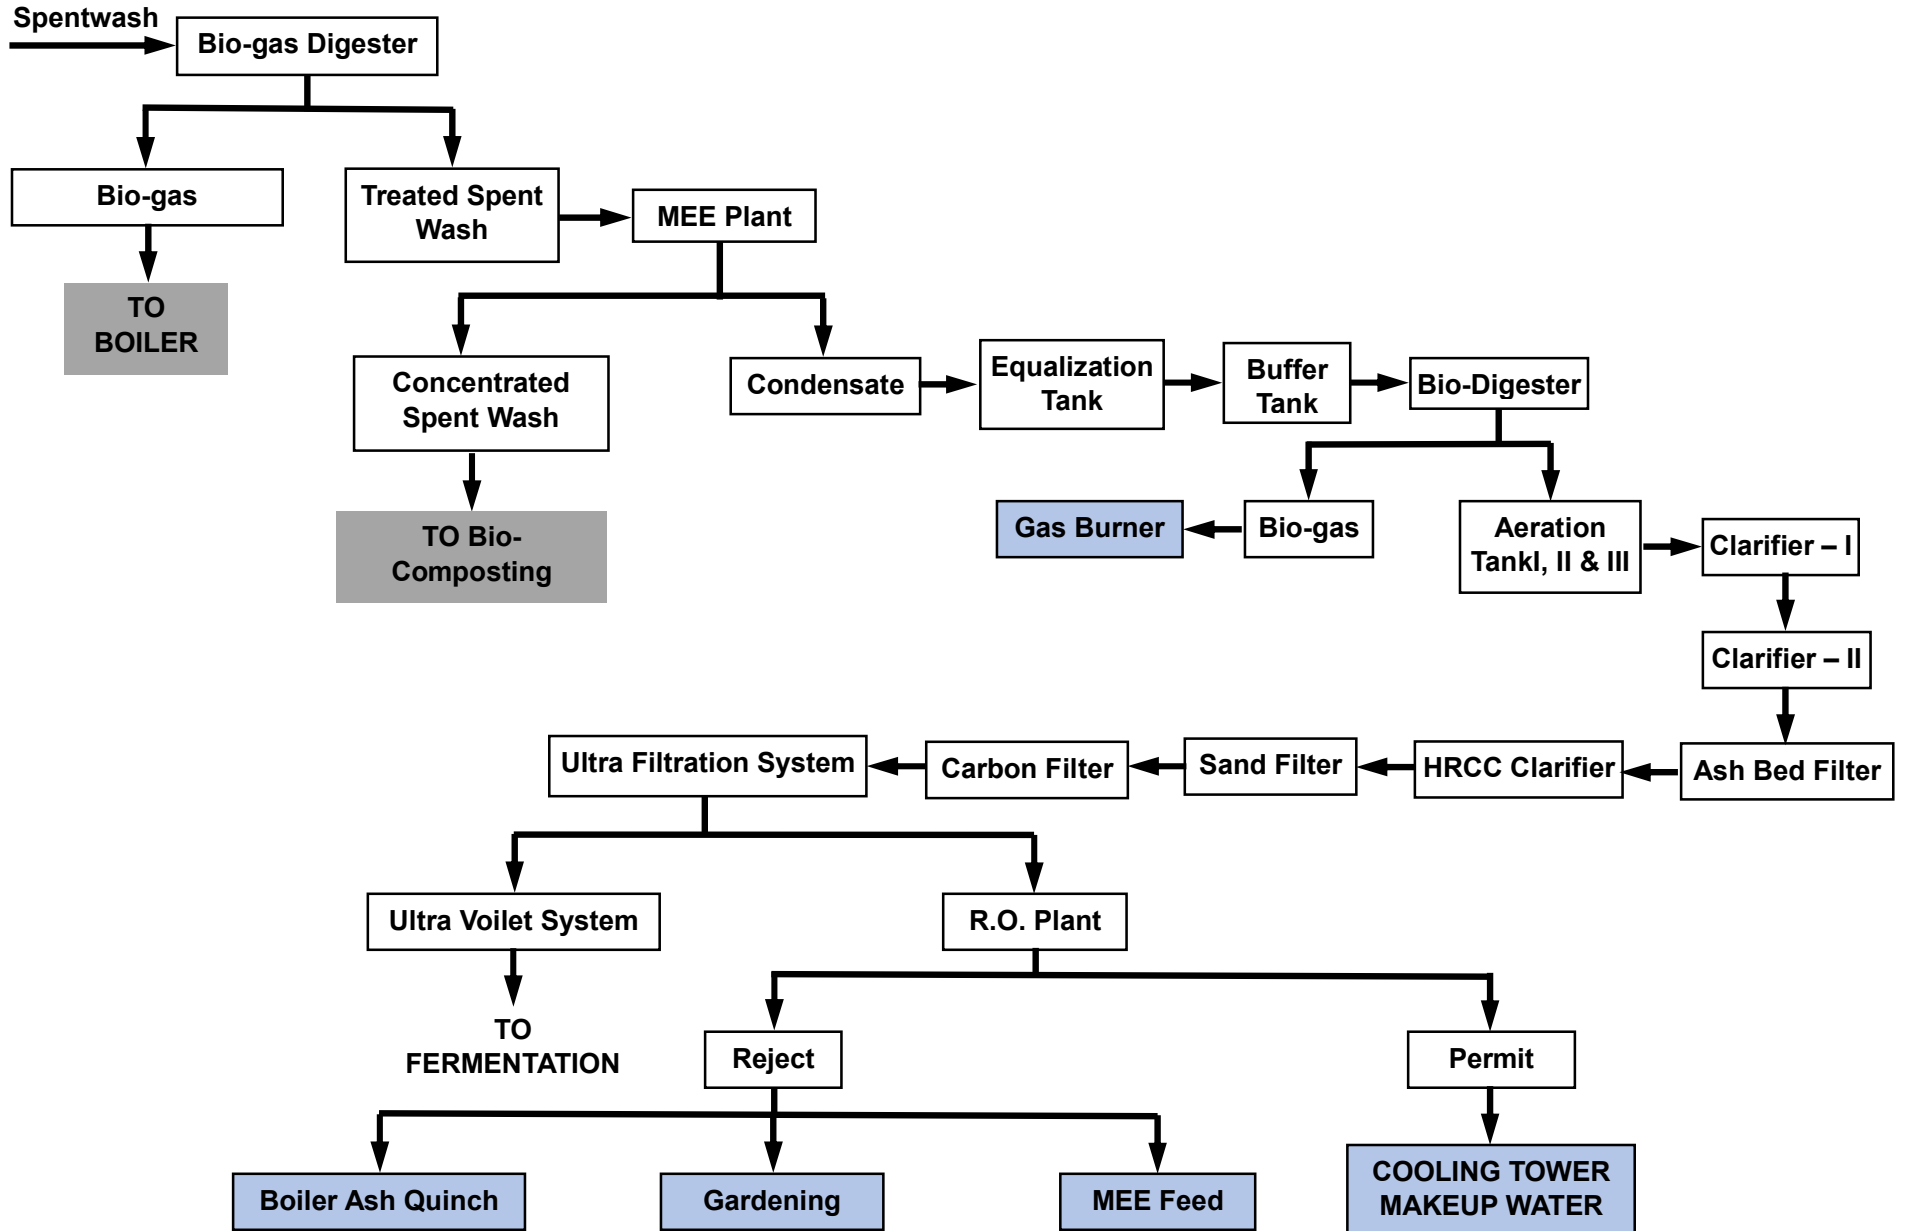 Spentwash
Bio-gas Digester
Bio-gas
Treated Spent
Wash
MEE Plant
TO
BOILER
Concentrated
Spent Wash
Condensate
Equalization
Tank
Buffer
Tank
Bio-Digester
TO Bio-
Composting
Gas Burner
Bio-gas
Aeration
TankI, II & III
Clarifier – I
Clarifier – II
Ultra Filtration System
Carbon Filter
Sand Filter
HRCC Clarifier
Ash Bed Filter
Ultra Voilet System
R.O. Plant
TO
FERMENTATION
Reject
Permit
Boiler Ash Quinch
Gardening
MEE Feed
COOLING TOWER
MAKEUP WATER